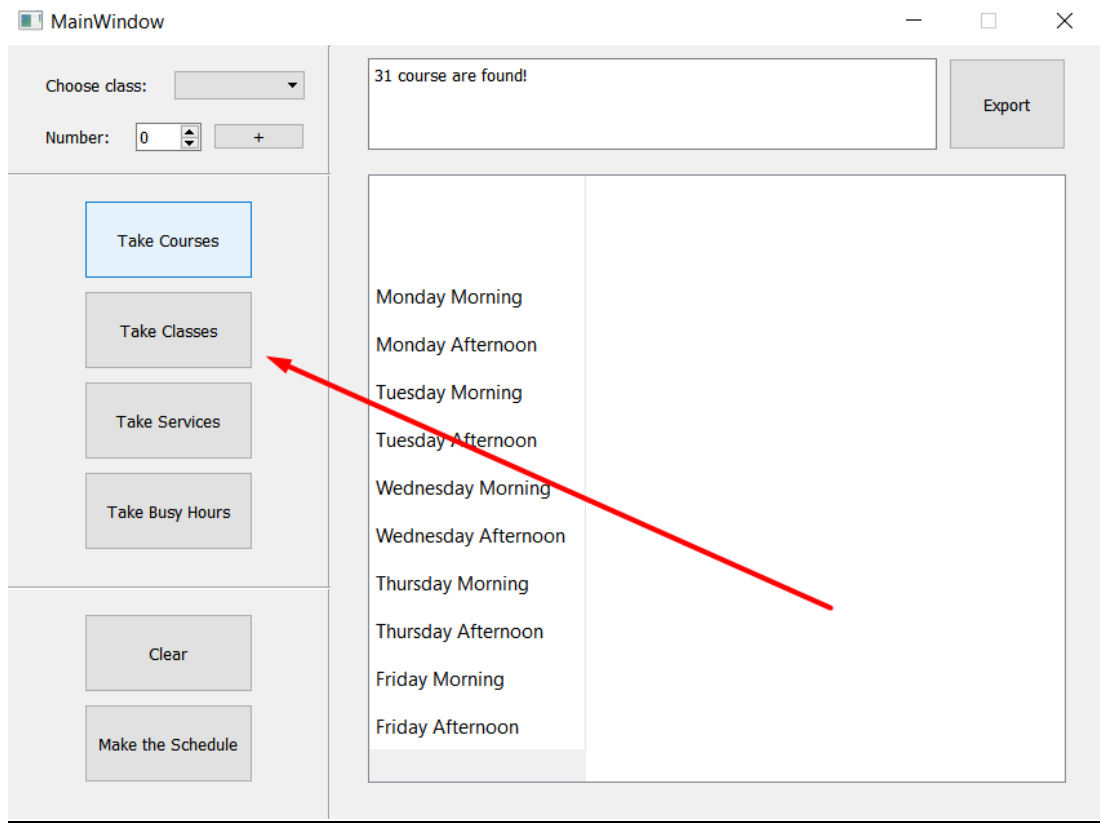 MainWindow
Choose class:
Number: 0 +
31 course are found!
Export
Take Courses
Take Classes
Take Services
Take Busy Hours
Clear
Make the Schedule
Monday Morning
Monday Afternoon
Tuesday Morning
Tuesday Afternoon
Wednesday Morning
Wednesday Afternoon
Thursday Morning
Thursday Afternoon
Friday Morning
Friday Afternoon